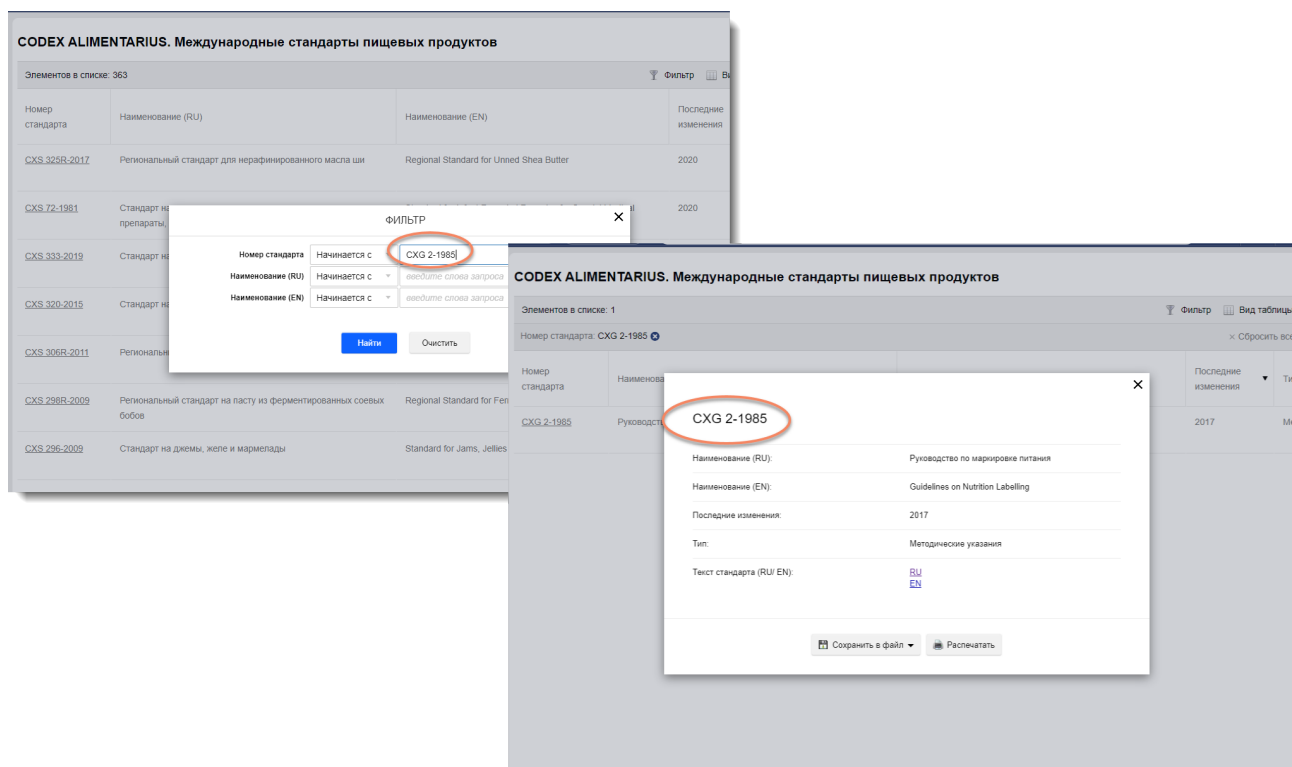 CODEX ALIMENTARIUS. Международные стандарты пищевых продуктов
Элементов в списке: 363
Фильтр
Номер стандарта
Наименование (RU)
Наименование (EN)
Последние изменения
CXS 325R-2017
Региональный стандарт для нерафинированного масла ши
Regional Standard for Unned Shea Butter
2020
CXS 72-1981
Стандарт
препараты,
2020
CXS 333-2019
Стандарт
CXS 320-2015
Стандарт
CXS 306R-2011
CXS 298R-2009
Региональный стандарт на пасту из ферментированных соевых бобов
Regional Standard for
CXS 296-2009
Стандарт на джемы, желе и мармелады
Standard for Jams, Jellies
ФИЛЬТР
Номер стандарта Начинается с CXG 2-1985
Наименование (RU) Начинается с введите слова запроса
Наименование (EN) Начинается с введите слова запроса
Найти Очистить
CODEX ALIMENTARIUS. Международные стандарты пищевых продуктов
Элементов в списке: 1
Фильтр Вид таблицы
Номер стандарта: CXG 2-1985
× Сбросить все
Номер стандарта
Последние изменения
CXG 2-1985
2017
CXG 2-1985
Наименование (RU): Руководство по маркировке питания
Наименование (EN): Guidelines on Nutrition Labelling
Последние изменения: 2017
Тип: Методические указания
Текст стандарта (RU/ EN): RU
EN
Сохранить в файл Распечатать